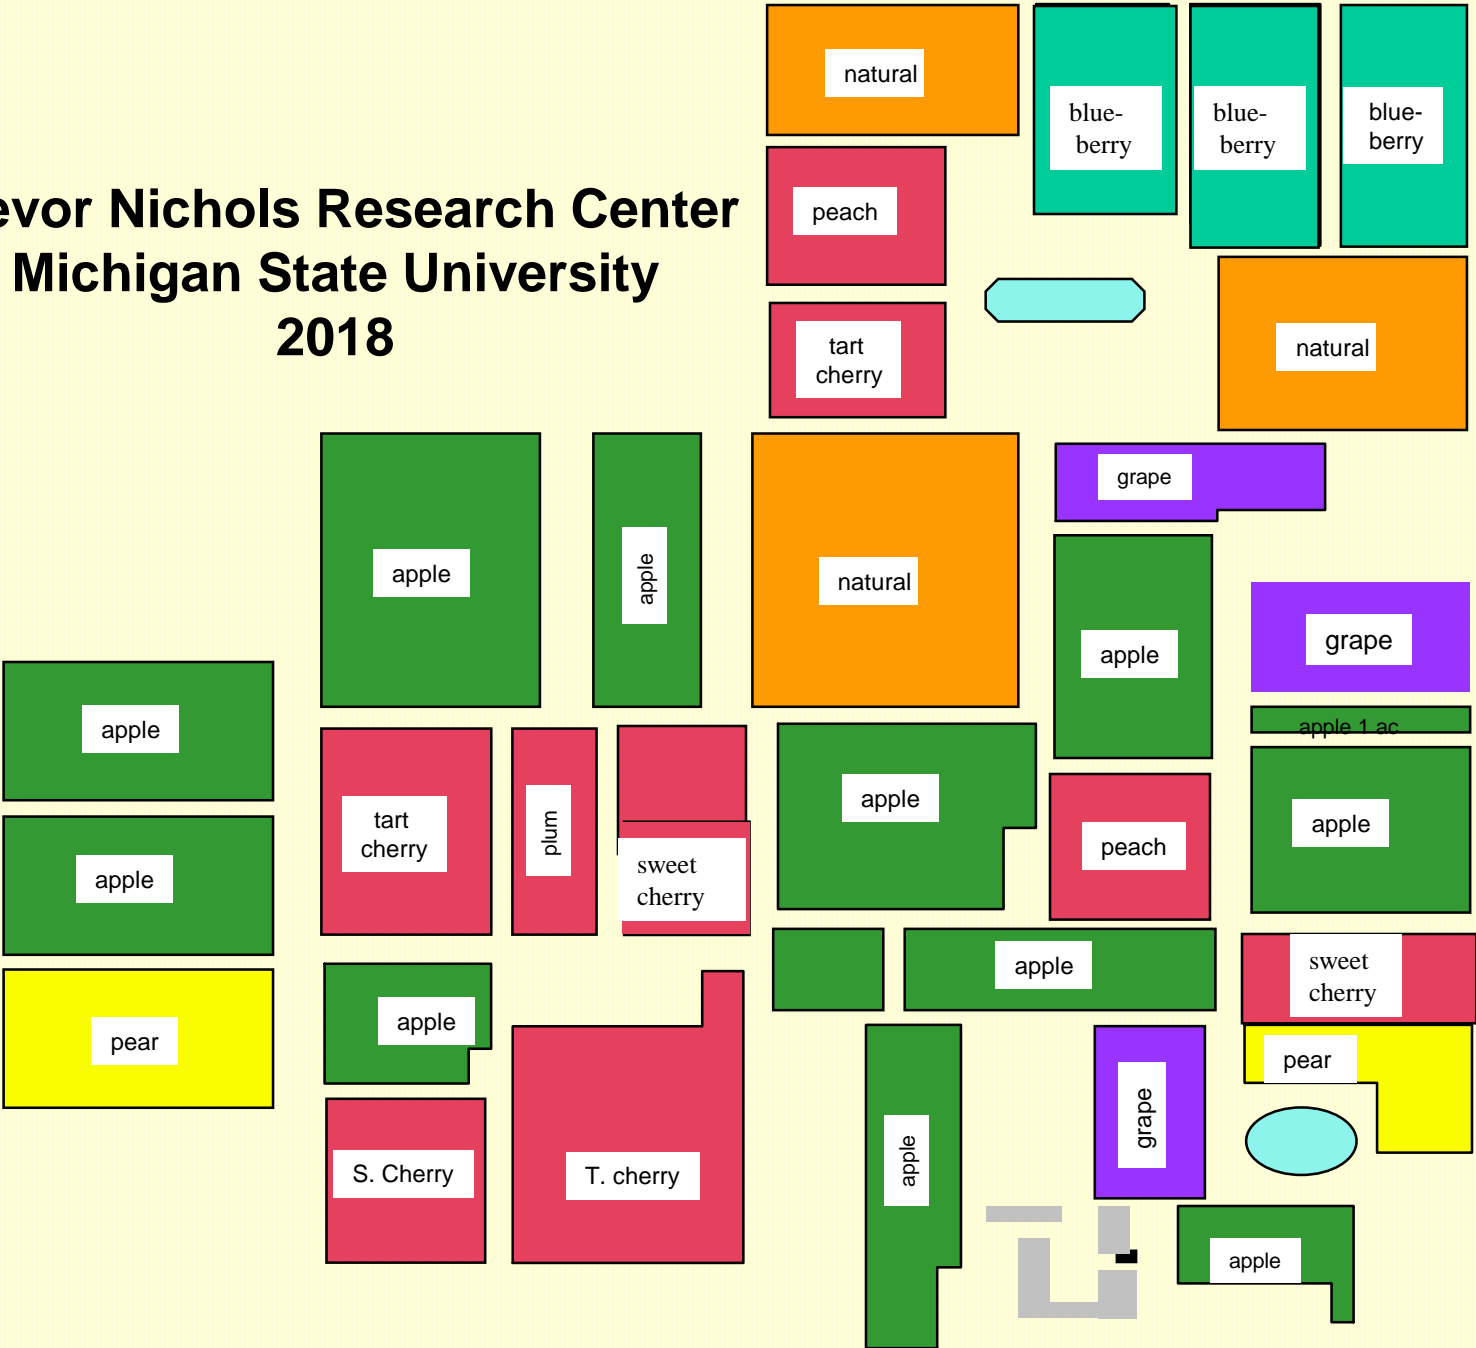 evor Nichols Research Center
Michigan State University
2018
natural
blue-
berry
blue-
berry
blue-
berry
peach
tart
cherry
natural
apple
apple
natural
grape
apple
grape
apple 1 ac
apple
apple
tart
cherry
plum
sweet
cherry
apple
peach
apple
apple
pear
apple
apple
sweet
cherry
pear
S. Cherry
T. cherry
apple
grape
apple